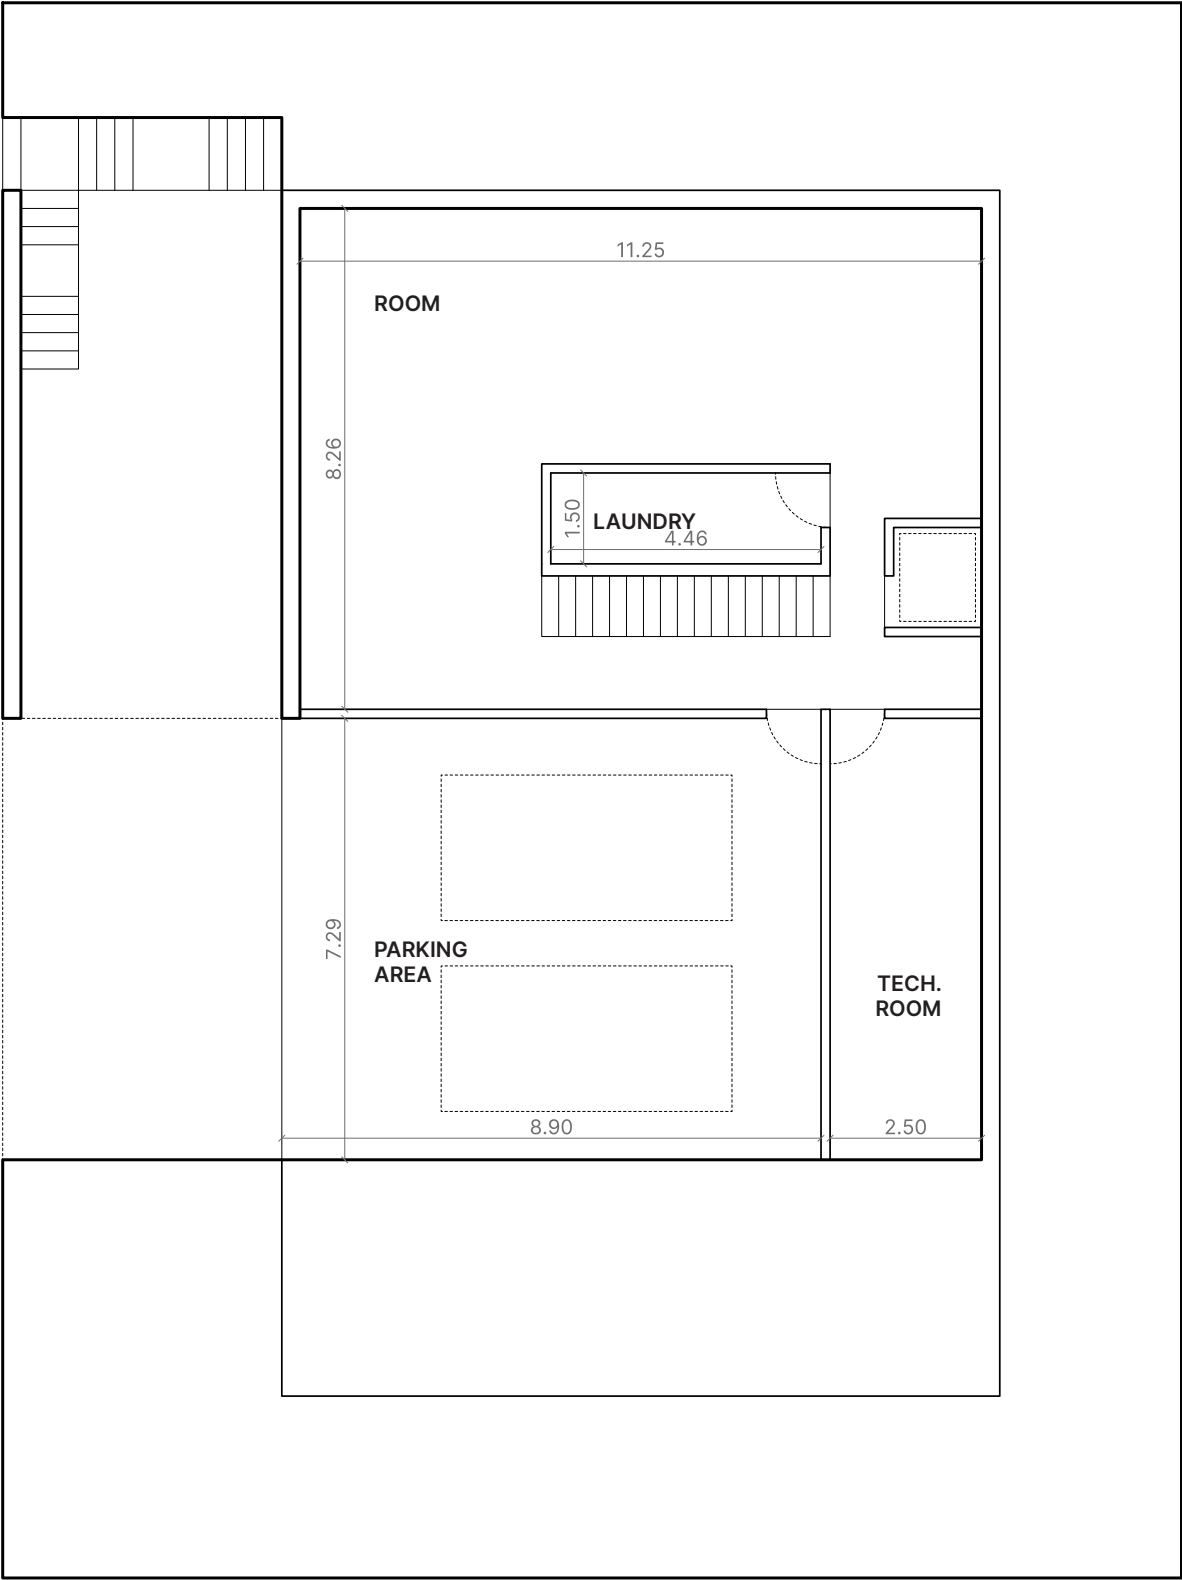 11.25
ROOM
8.26
1.50
LAUNDRY
4.46
7.29
PARKING
AREA
TECH.
ROOM
8.90
2.50